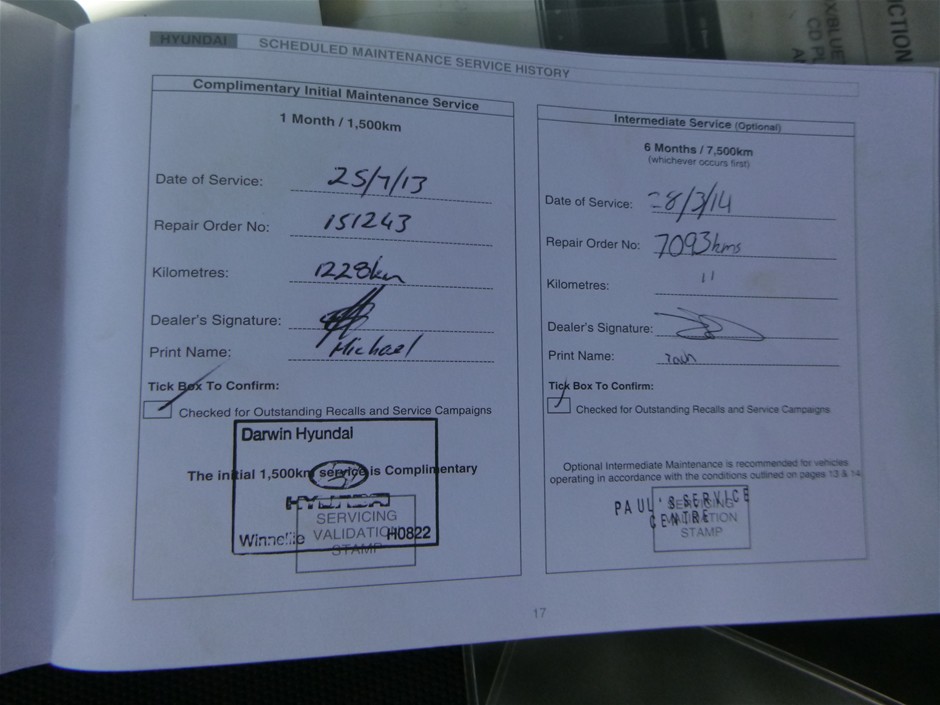 HYUNDAI SCHEDULED MAINTENANCE SERVICE HISTORY
Complimentary Initial Maintenance Service
1 Month / 1,500km
Date of Service: 25/7/13
Repair Order No: 151243
Kilometres: 1228km
Dealer's Signature:
Print Name: Michael
Tick Box To Confirm:
Checked for Outstanding Recalls and Service Campaigns
Darwin Hyundai
The initial 1,500km service is Complimentary
HYUNDAI
SERVICING
VALIDATION
STAMP
Winnellie H0822
Intermediate Service (Optional)
6 Months / 7,500km
(whichever occurs first)
Date of Service: 28/3/14
Repair Order No: 7093kms
Kilometres: "
Dealer's Signature:
Print Name:
Tick Box To Confirm:
Checked for Outstanding Recalls and Service Campaigns
Optional Intermediate Maintenance is recommended for vehicles
operating in accordance with the conditions outlined on pages 13 & 14
PAUL'S SERVICE
CENTRE
SERVICING
VALIDATION
STAMP
17
CTION
CD